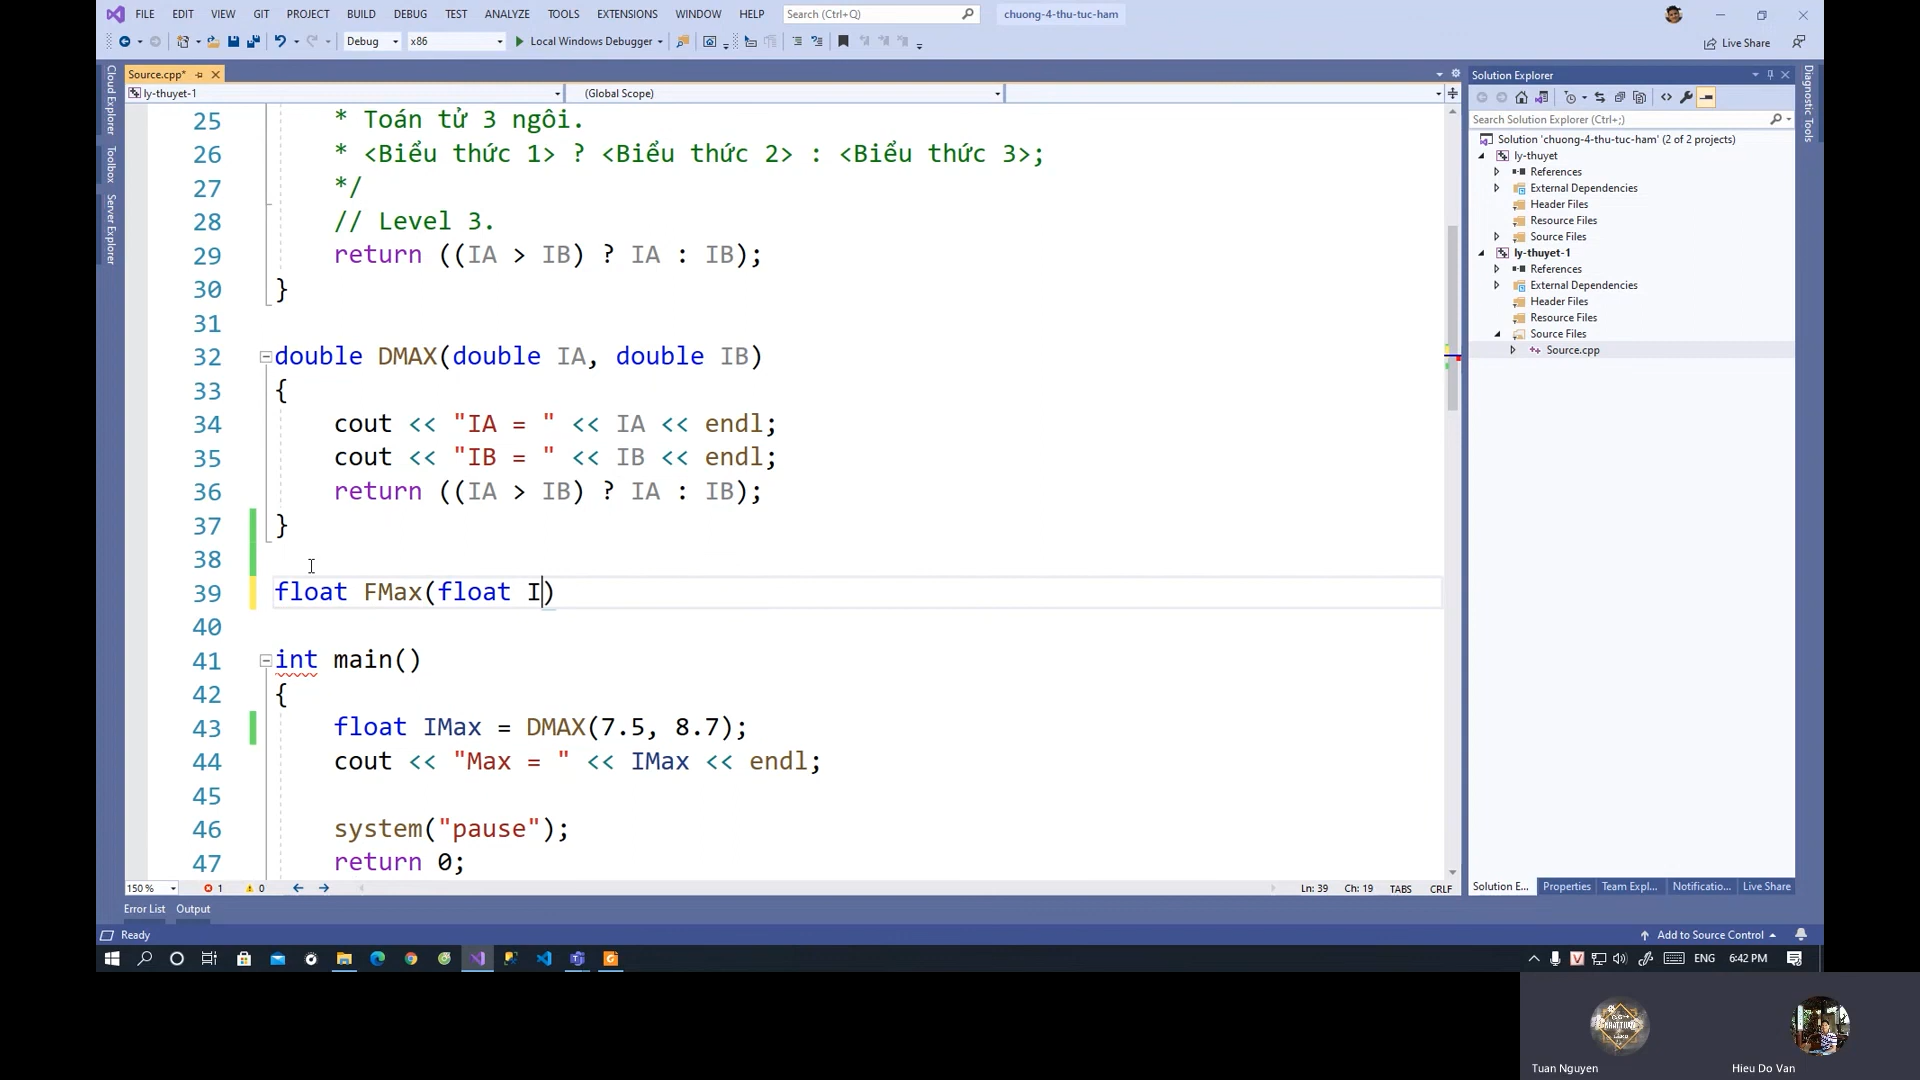 FILE EDIT VIEW GIT PROJECT BUILD DEBUG TEST ANALYZE TOOLS EXTENSIONS WINDOW HELP Search (Ctrl+Q) chuong-4-thu-tuc-ham
Debug x86 Local Windows Debugger Live Share
Source.cpp*
ly-thuyet-1 (Global Scope)
Cloud Explorer
Toolbox
Server Explorer
25 * Toán tử 3 ngôi.
26 * <Biểu thức 1> ? <Biểu thức 2> : <Biểu thức 3>;
27 */
28 // Level 3.
29 return ((IA > IB) ? IA : IB);
30 }
31
32 double DMAX(double IA, double IB)
33 {
34 cout << "IA = " << IA << endl;
35 cout << "IB = " << IB << endl;
36 return ((IA > IB) ? IA : IB);
37 }
38
39 float FMax(float I)
40
41 int main()
42 {
43 float IMax = DMAX(7.5, 8.7);
44 cout << "Max = " << IMax << endl;
45
46 system("pause");
47 return 0;
150 % 1 0 Ln: 39 Ch: 19 TABS CRLF
Solution Explorer
Search Solution Explorer (Ctrl+;)
Solution 'chuong-4-thu-tuc-ham' (2 of 2 projects)
ly-thuyet
References
External Dependencies
Header Files
Resource Files
Source Files
ly-thuyet-1
References
External Dependencies
Header Files
Resource Files
Source Files
Source.cpp
Solution E... Properties Team Expl... Notificatio... Live Share
Diagnostic Tools
Error List Output
Ready Add to Source Control
ENG 6:42 PM
Tuan Nguyen Hieu Do Van